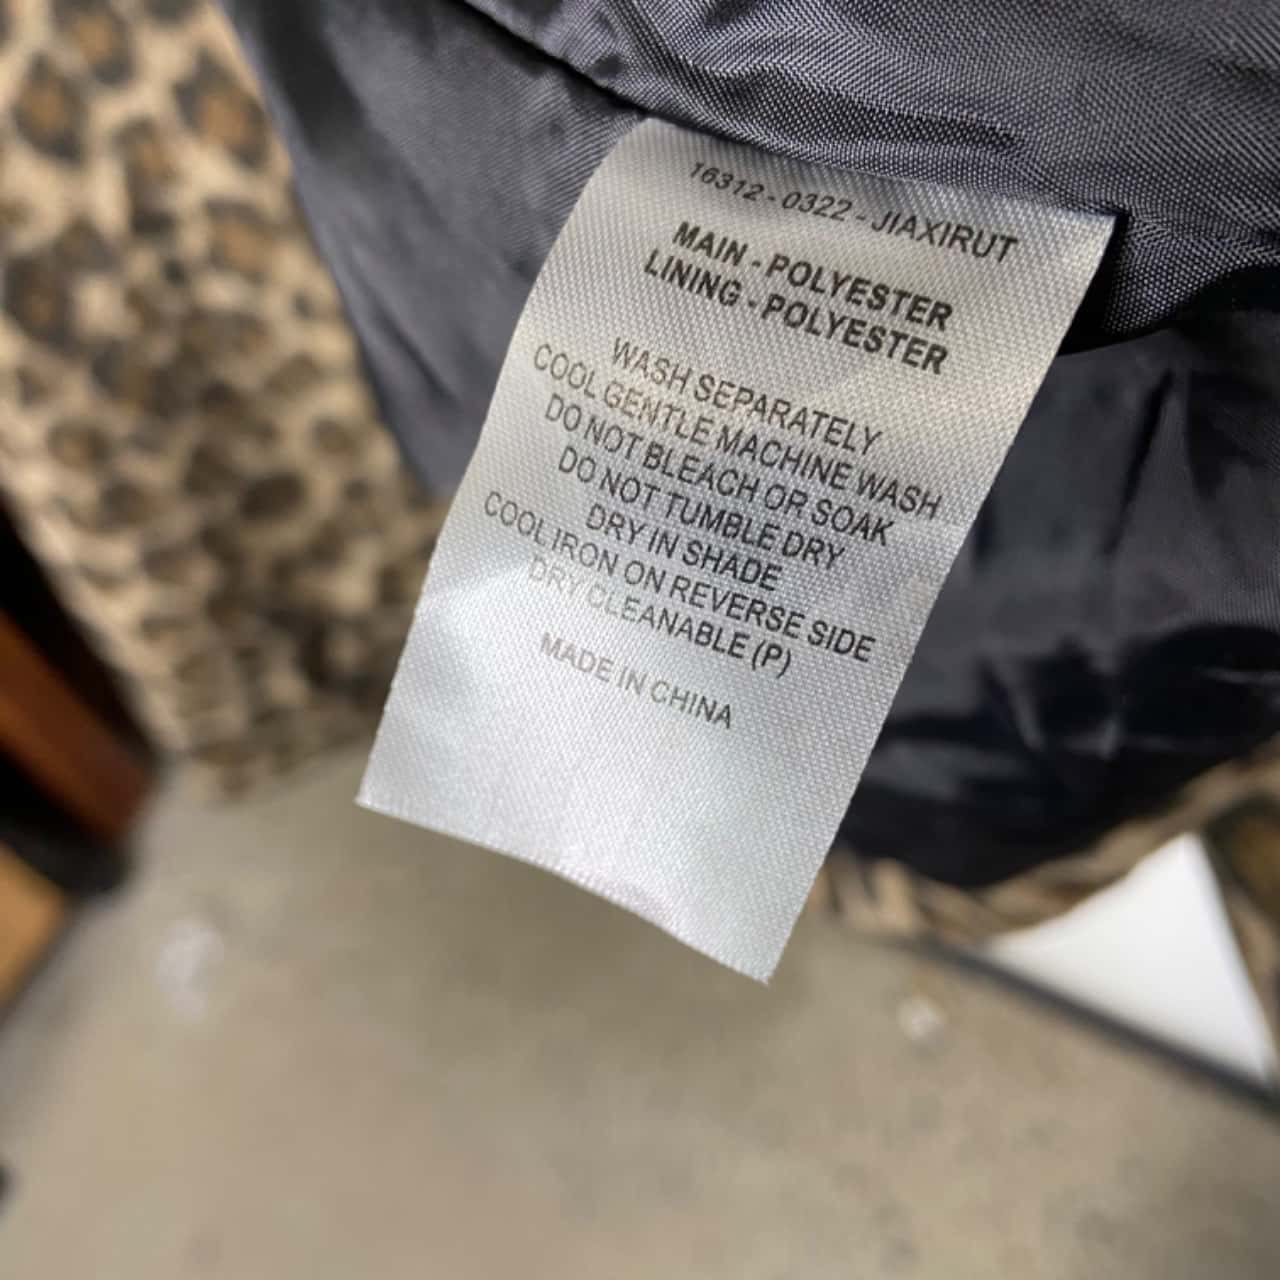 16312 - 0322 - JIAXIRUT
MAIN - POLYESTER
LINING - POLYESTER
WASH SEPARATELY
COOL GENTLE MACHINE WASH
DO NOT BLEACH OR SOAK
DO NOT TUMBLE DRY
DRY IN SHADE
COOL IRON ON REVERSE SIDE
DRY CLEANABLE (P)
MADE IN CHINA